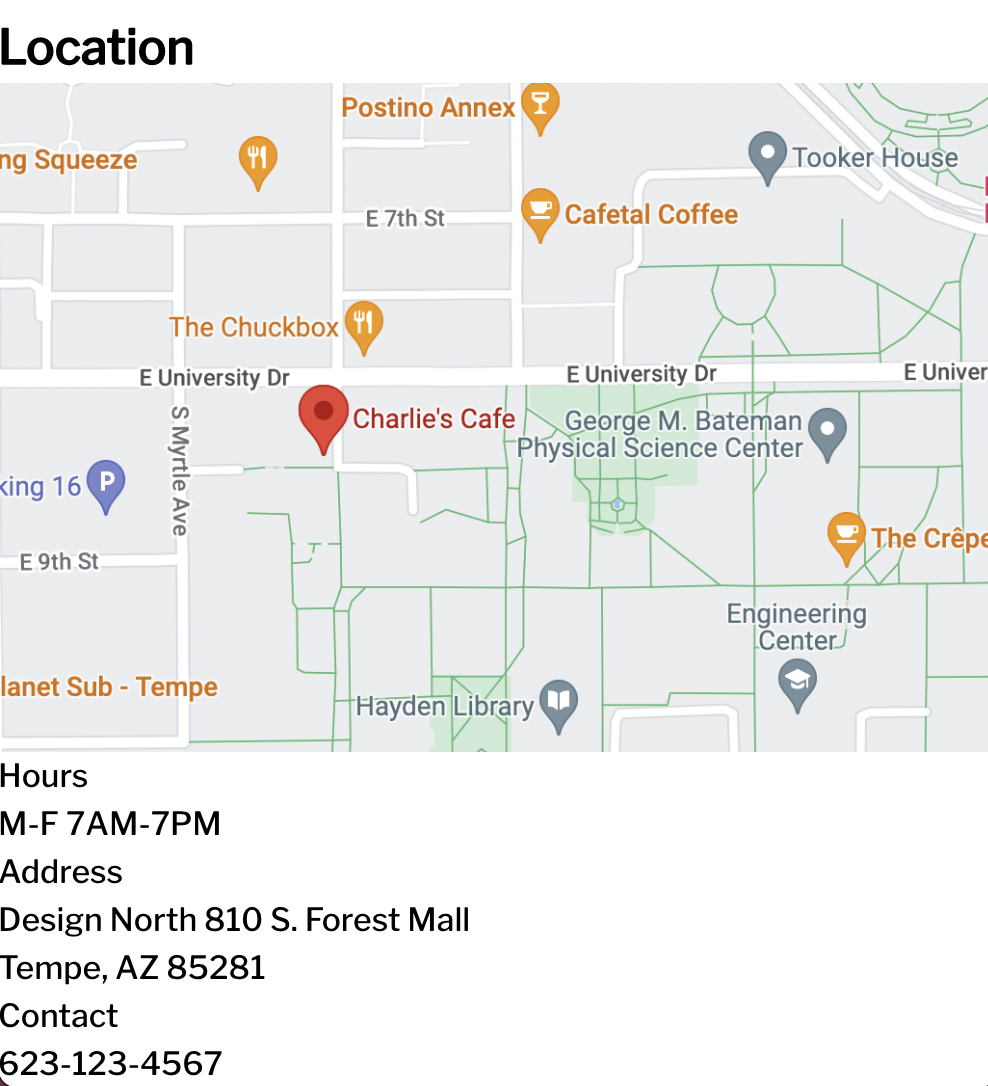 Location
Postino Annex
ng Squeeze
Tooker House
E 7th St
Cafetal Coffee
The Chuckbox
E University Dr
E University Dr
E Univer
S Myrtle Ave
Charlie's Cafe
George M. Bateman
Physical Science Center
king 16
P
The Crêpe
E 9th St
Engineering
Center
lanet Sub - Tempe
Hayden Library
Hours
M-F 7AM-7PM
Address
Design North 810 S. Forest Mall
Tempe, AZ 85281
Contact
623-123-4567